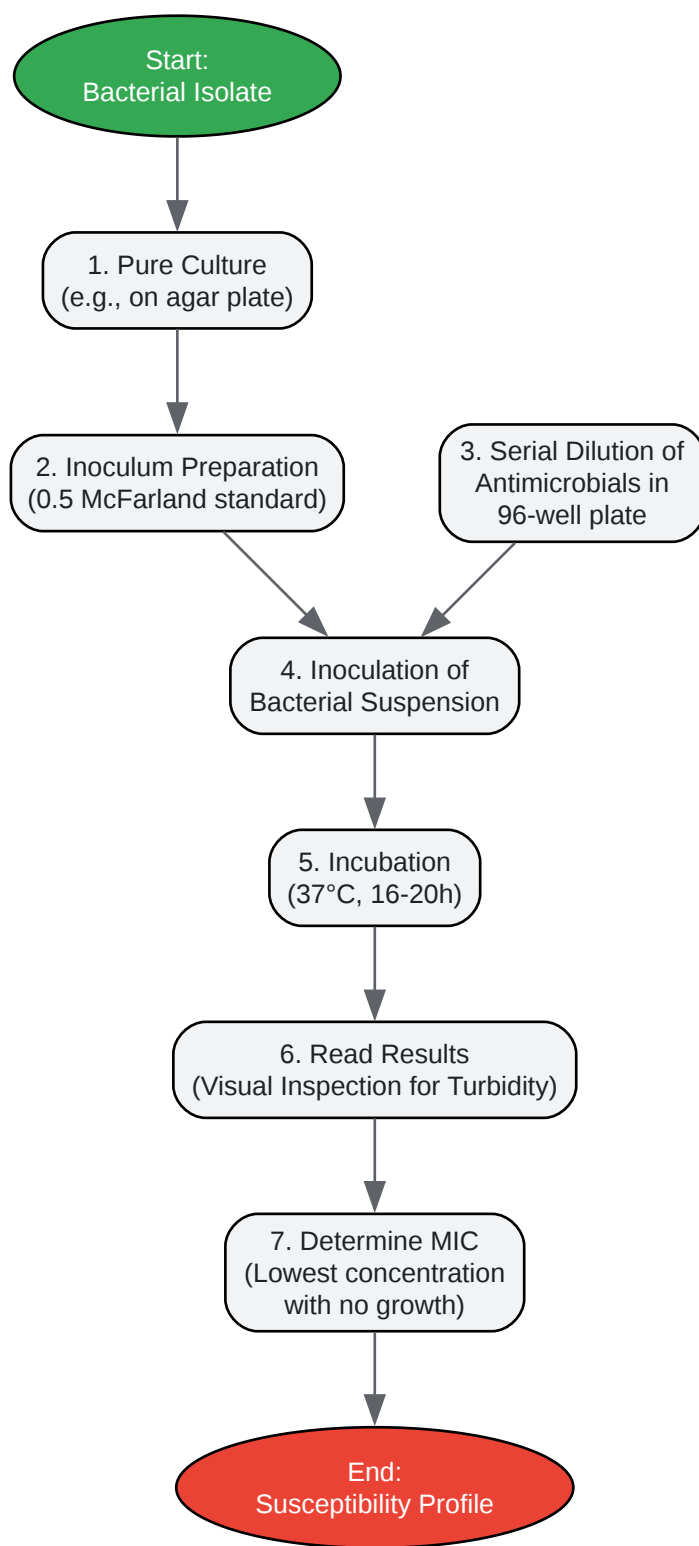 Start:
Bacterial Isolate
1. Pure Culture
(e.g., on agar plate)
2. Inoculum Preparation
(0.5 McFarland standard)
3. Serial Dilution of
Antimicrobials in
96-well plate
4. Inoculation of
Bacterial Suspension
5. Incubation
(37°C, 16-20h)
6. Read Results
(Visual Inspection for Turbidity)
7. Determine MIC
(Lowest concentration
with no growth)
End:
Susceptibility Profile